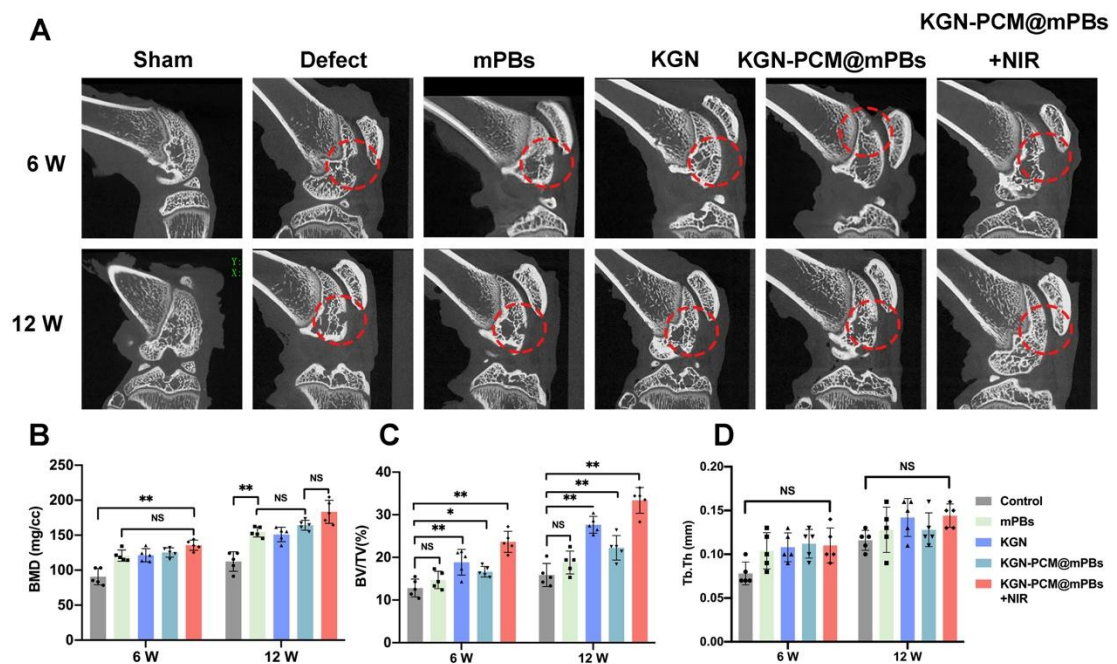 A
KGN-PCM@mPBs
Sham
Defect
mPBs
KGN
KGN-PCM@mPBs
+NIR
6 W
Y:
X:
12 W
B
BMD (mg/cc)
250
200
150
100
50
0
**
NS
**
NS
NS
6 W
12 W
C
BV/TV(%)
40
30
20
10
0
**
*
**
NS
**
**
**
NS
6 W
12 W
D
Tb.Th (mm)
0.20
0.15
0.10
0.05
0.00
NS
NS
6 W
12 W
Control
mPBs
KGN
KGN-PCM@mPBs
KGN-PCM@mPBs
+NIR